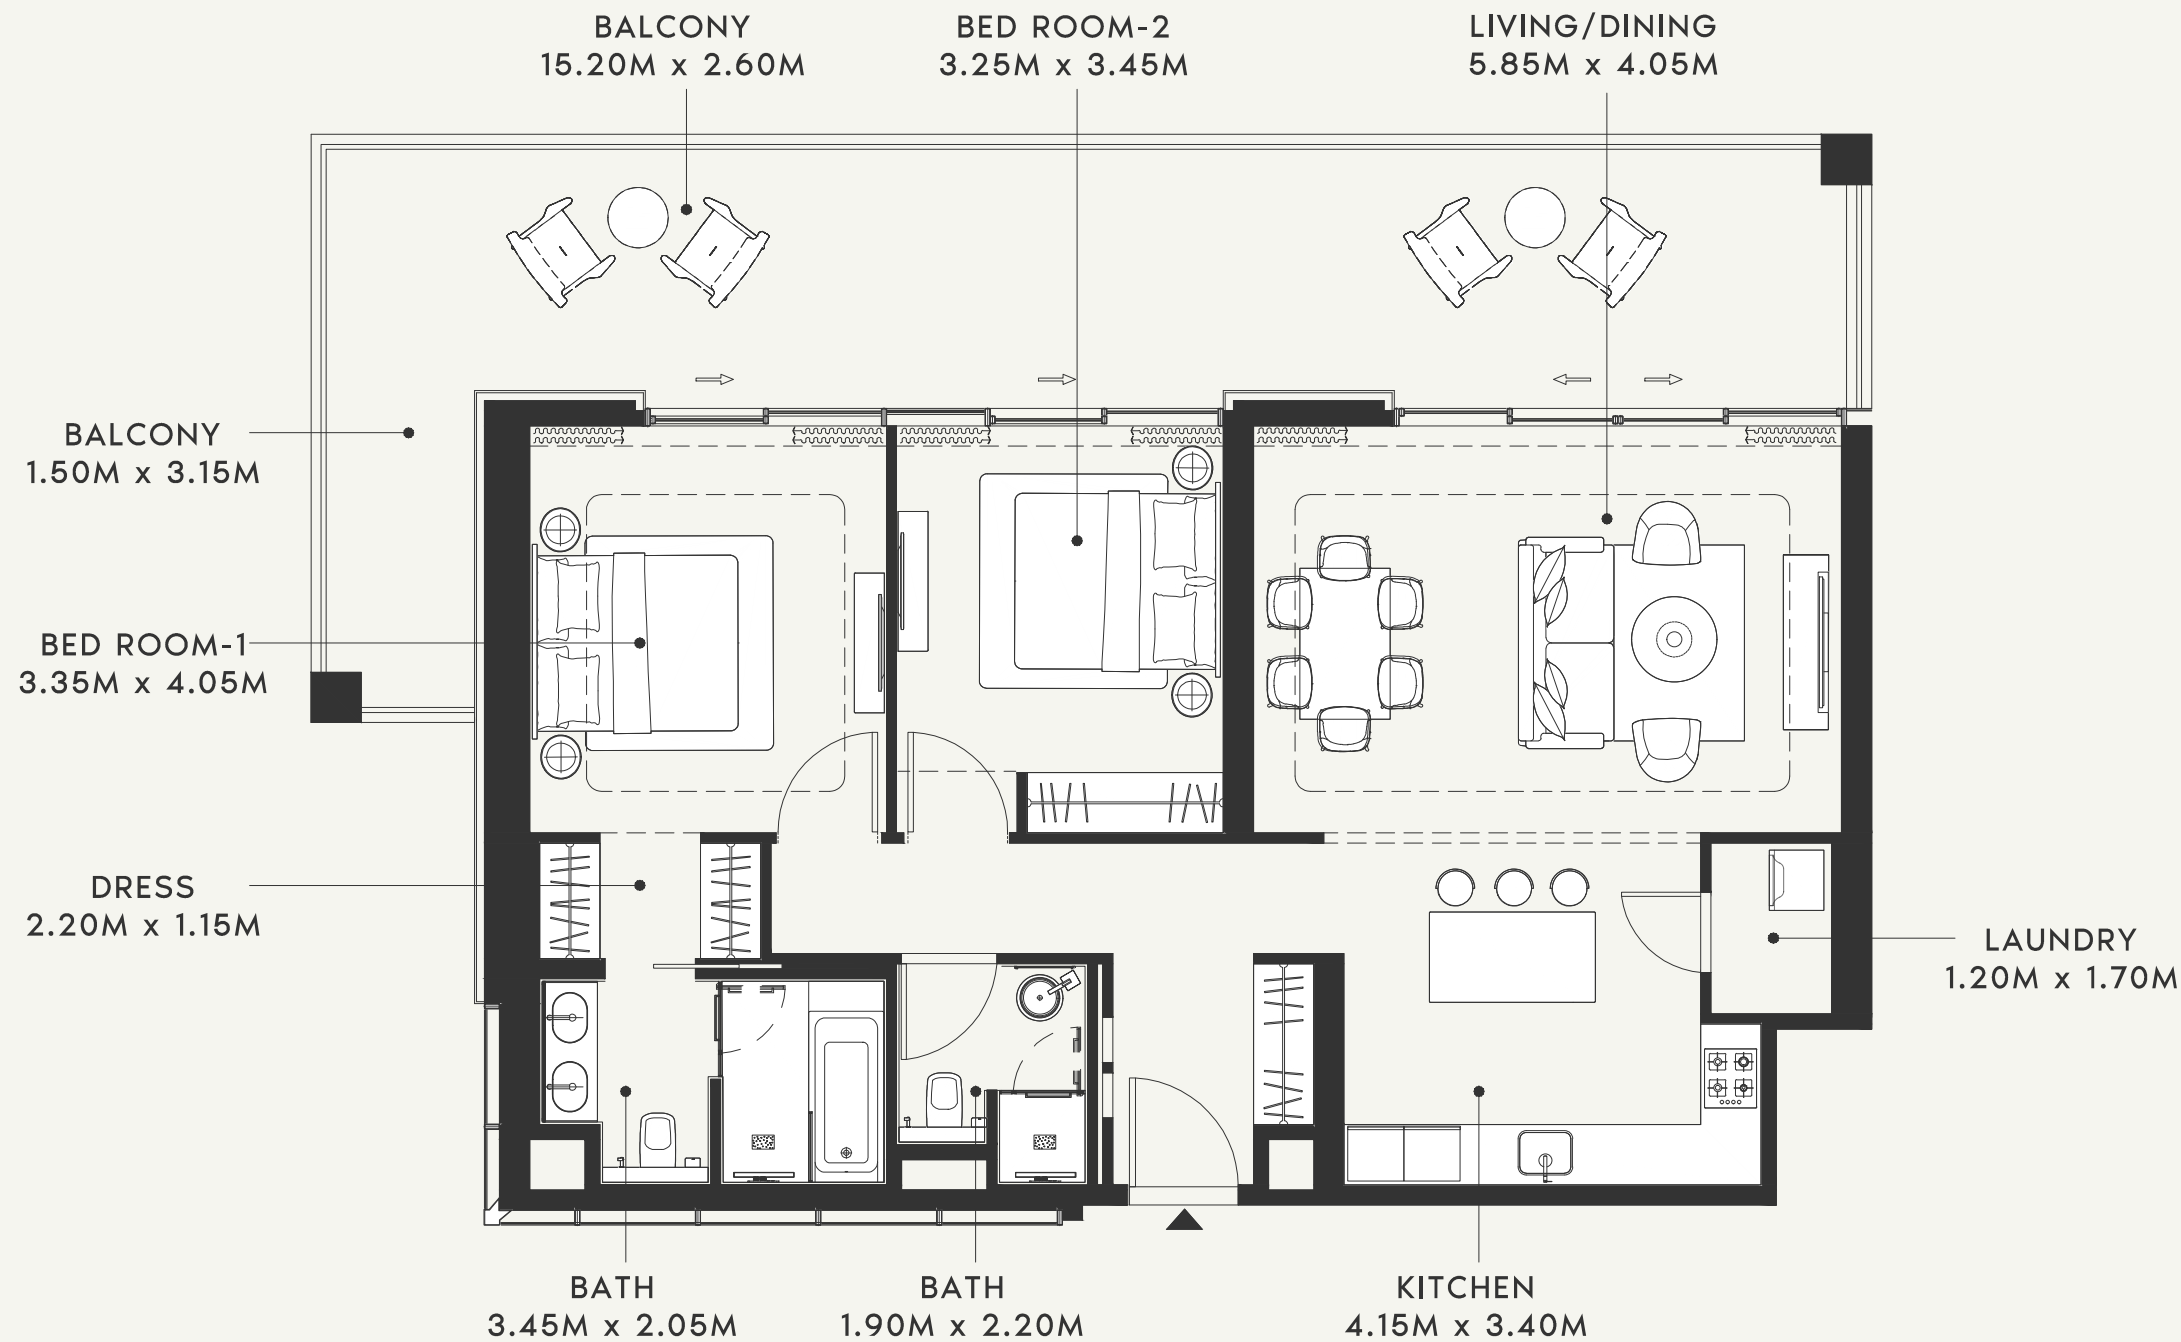 BALCONY
15.20M x 2.60M
BED ROOM-2
3.25M x 3.45M
LIVING/DINING
5.85M x 4.05M
BALCONY
1.50M x 3.15M
BED ROOM-1
3.35M x 4.05M
DRESS
2.20M x 1.15M
LAUNDRY
1.20M x 1.70M
BATH
3.45M x 2.05M
BATH
1.90M x 2.20M
KITCHEN
4.15M x 3.40M